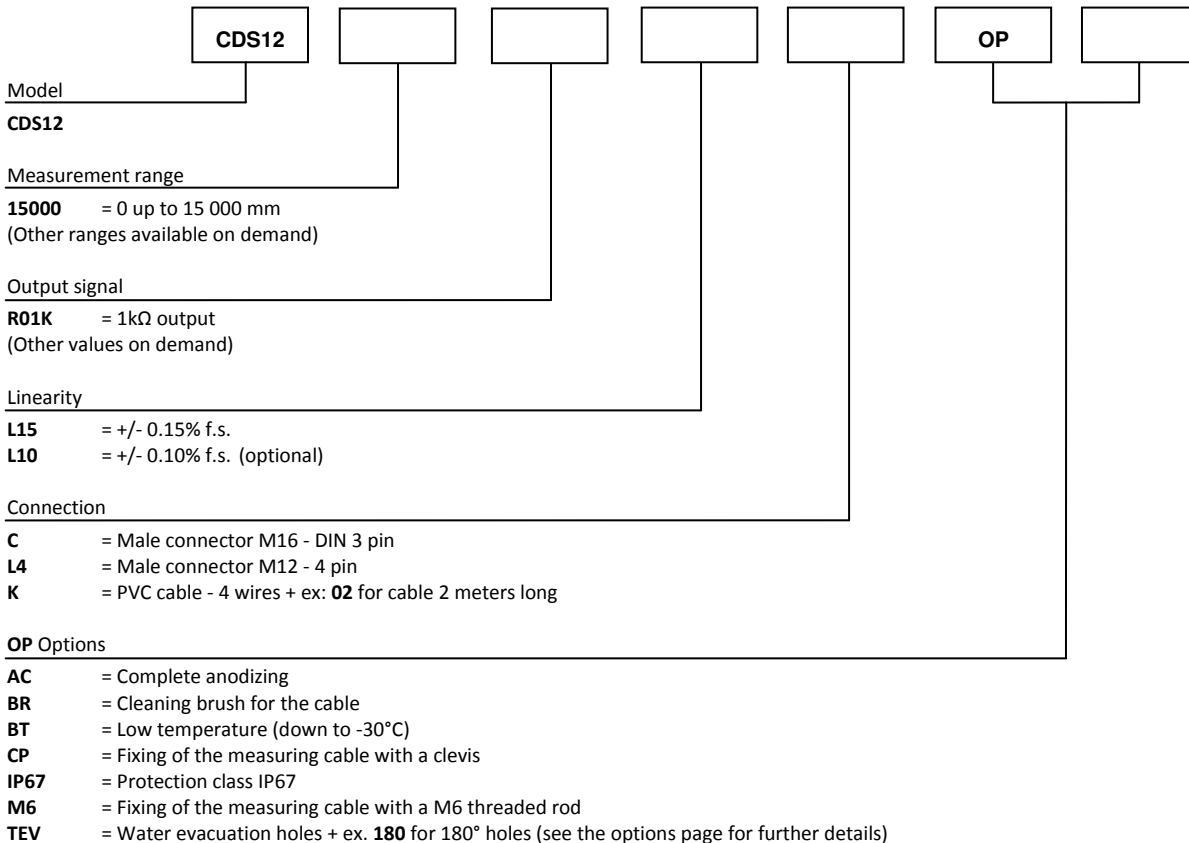 CDS12 OP
Model
CDS12
Measurement range
15000 = 0 up to 15 000 mm
(Other ranges available on demand)
Output signal
R01K = 1kΩ output
(Other values on demand)
Linearity
L15 = +/- 0.15% f.s.
L10 = +/- 0.10% f.s. (optional)
Connection
C = Male connector M16 - DIN 3 pin
L4 = Male connector M12 - 4 pin
K = PVC cable - 4 wires + ex: 02 for cable 2 meters long
OP Options
AC = Complete anodizing
BR = Cleaning brush for the cable
BT = Low temperature (down to -30°C)
CP = Fixing of the measuring cable with a clevis
IP67 = Protection class IP67
M6 = Fixing of the measuring cable with a M6 threaded rod
TEV = Water evacuation holes + ex. 180 for 180° holes (see the options page for further details)